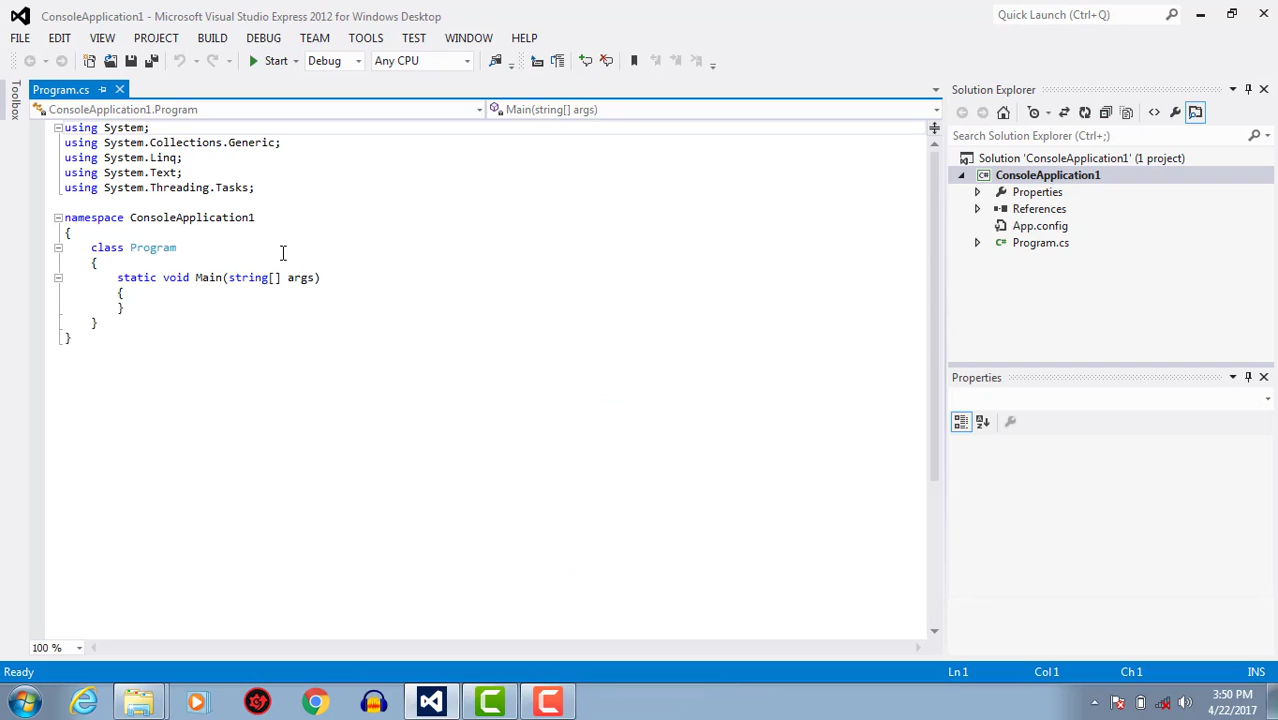 ConsoleApplication1 - Microsoft Visual Studio Express 2012 for Windows Desktop
Quick Launch (Ctrl+Q)
FILE EDIT VIEW PROJECT BUILD DEBUG TEAM TOOLS TEST WINDOW HELP
Start Debug Any CPU
Toolbox
Program.cs
ConsoleApplication1.Program
Main(string[] args)
using System;
using System.Collections.Generic;
using System.Linq;
using System.Text;
using System.Threading.Tasks;
namespace ConsoleApplication1
{
class Program
{
static void Main(string[] args)
{
}
}
}
100 %
Solution Explorer
Search Solution Explorer (Ctrl+;)
Solution 'ConsoleApplication1' (1 project)
C# ConsoleApplication1
Properties
References
App.config
C# Program.cs
Properties
Ready
Ln 1 Col 1 Ch 1 INS
3:50 PM
4/22/2017